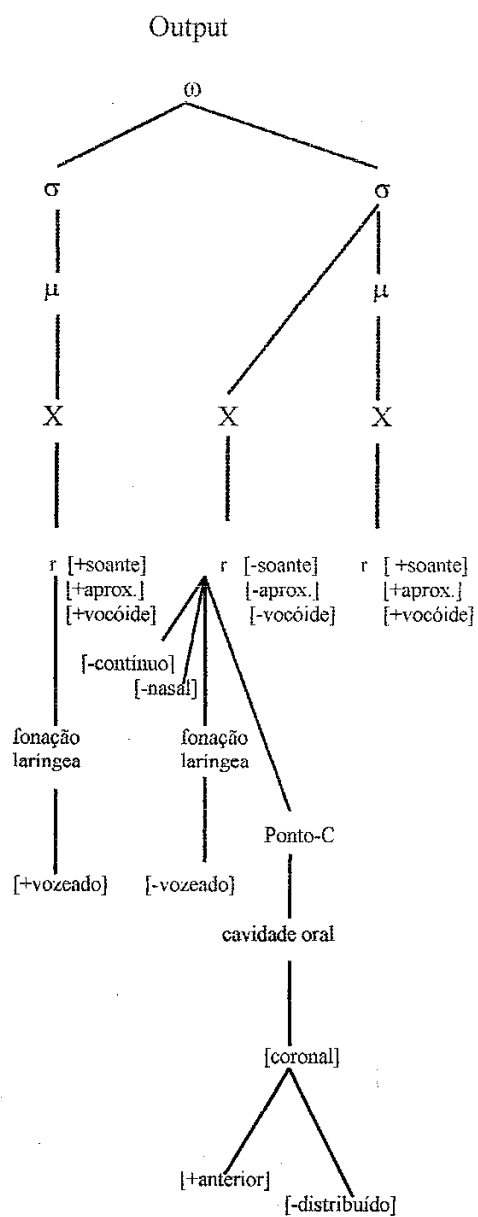 Output
ω
σ σ
μ μ
X X X
r [+soante] r [-soante] r [+soante]
[+aprox.] [-aprox.] [+aprox.]
[+vocóide] [-vocóide] [+vocóide]
[-contínuo]
[-nasal]
fonação fonação
laríngea laríngea
Ponto-C
[+vozeado] [-vozeado]
cavidade oral
[coronal]
[+anterior]
[-distribuído]